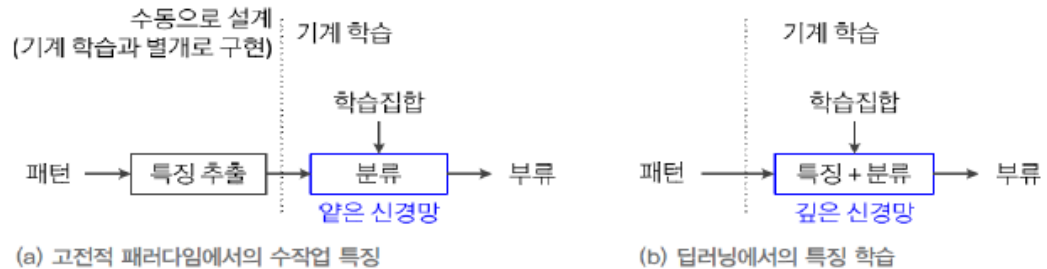 수동으로 설계
(기계 학습과 별개로 구현)
기계 학습
학습집합
패턴
특징 추출
분류
부류
얕은 신경망
(a) 고전적 패러다임에서의 수작업 특징
기계 학습
학습집합
패턴
특징 + 분류
부류
깊은 신경망
(b) 딥러닝에서의 특징 학습